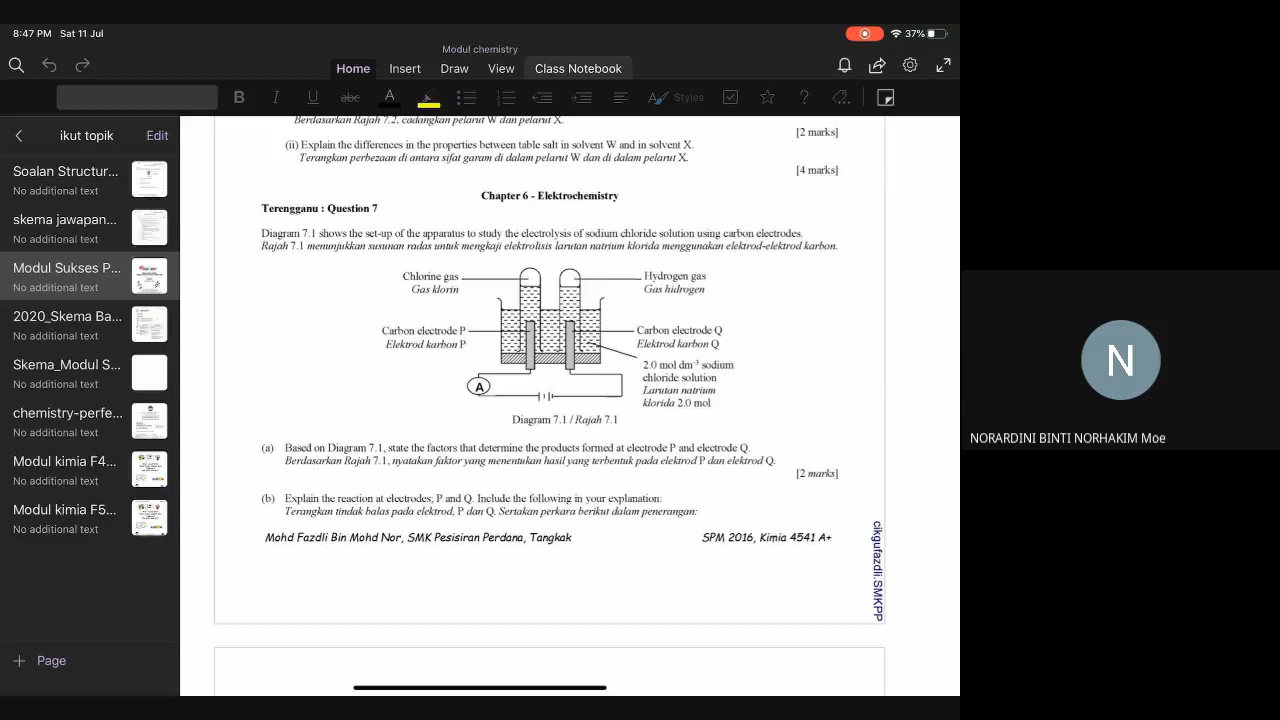 8:47 PM Sat 11 Jul
37%
Modul chemistry
Home Insert Draw View Class Notebook
B I U abc A Styles
ikut topik Edit
Soalan Structur...
No additional text
skema jawapan...
No additional text
Modul Sukses P...
No additional text
2020_Skema Ba...
No additional text
Skema_Modul S...
No additional text
chemistry-perfe...
No additional text
Modul kimia F4...
No additional text
Modul kimia F5...
No additional text
Page
Berdasarkan Rajah 7.2, cadangkan pelarut W dan pelarut X.
[2 marks]
(ii) Explain the differences in the properties between table salt in solvent W and in solvent X.
Terangkan perbezaan di antara sifat garam di dalam pelarut W dan di dalam pelarut X.
[4 marks]
Chapter 6 - Elektrochemistry
Terengganu : Question 7
Diagram 7.1 shows the set-up of the apparatus to study the electrolysis of sodium chloride solution using carbon electrodes.
Rajah 7.1 menunjukkan susunan radas untuk mengkaji elektrolisis larutan natrium klorida menggunakan elektrod-elektrod karbon.
Chlorine gas
Gas klorin
Hydrogen gas
Gas hidrogen
Carbon electrode P
Elektrod karbon P
Carbon electrode Q
Elektrod karbon Q
2.0 mol dm⁻³ sodium
chloride solution
Larutan natrium
klorida 2.0 mol
A
Diagram 7.1 / Rajah 7.1
(a) Based on Diagram 7.1, state the factors that determine the products formed at electrode P and electrode Q.
Berdasarkan Rajah 7.1, nyatakan faktor yang menentukan hasil yang terbentuk pada elektrod P dan elektrod Q.
[2 marks]
(b) Explain the reaction at electrodes; P and Q. Include the following in your explanation:
Terangkan tindak balas pada elektrod, P dan Q. Sertakan perkara berikut dalam penerangan:
Mohd Fazdli Bin Mohd Nor, SMK Pesisiran Perdana, Tangkak SPM 2016, Kimia 4541 A+
cikgufazdli.SMKPP
N
NORARDINI BINTI NORHAKIM Moe